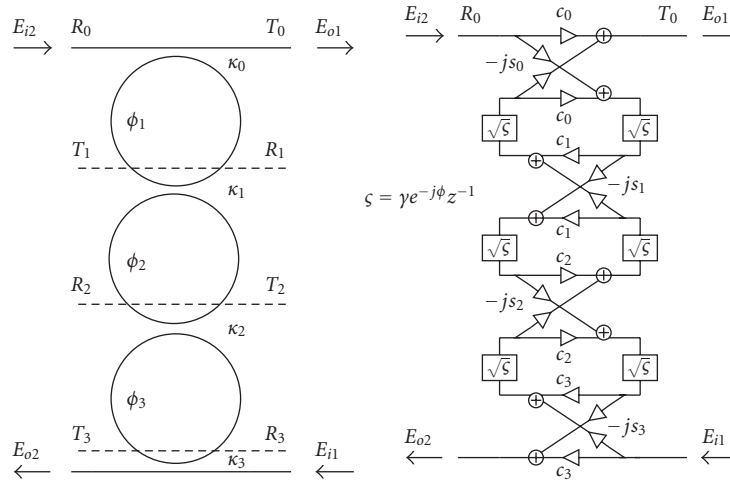 E_{i2} R_0 T_0 E_{o1}
κ_0
ϕ_1
T_1 R_1
κ_1
ϕ_2
R_2 T_2
κ_2
ϕ_3
T_3 R_3
E_{o2} κ_3 E_{i1}
E_{i2} R_0 c_0 T_0 E_{o1}
−js_0
c_0
√ς √ς
c_1
−js_1
ς = γe^{−jϕ}z^{−1}
c_1
√ς √ς
c_2
−js_2
c_2
√ς √ς
c_3
−js_3
E_{o2} E_{i1}
c_3